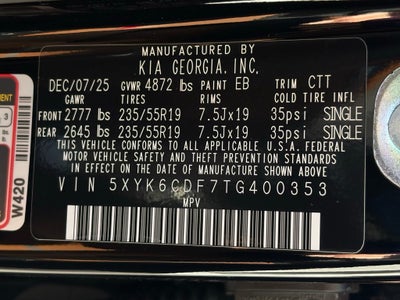 MANUFACTURED BY
KIA GEORGIA, INC.
DEC/07/25 GVWR 4872 lbs PAINT EB TRIM CTT
GAWR TIRES RIMS COLD TIRE INFL
FRONT 2777 lbs 235/55R19 7.5Jx19 35psi SINGLE
REAR 2645 lbs 235/55R19 7.5Jx19 35psi SINGLE
THIS VEHICLE CONFORMS TO ALL APPLICABLE U.S.A. FEDERAL
MOTOR VEHICLE SAFETY, BUMPER, AND
THEFT PREVENTION STANDARDS
IN EFFECT ON THE DATE OF MANUFACTURE SHOWN ABOVE.
VIN 5XYK6CDF7TG400353
MPV
3
W420